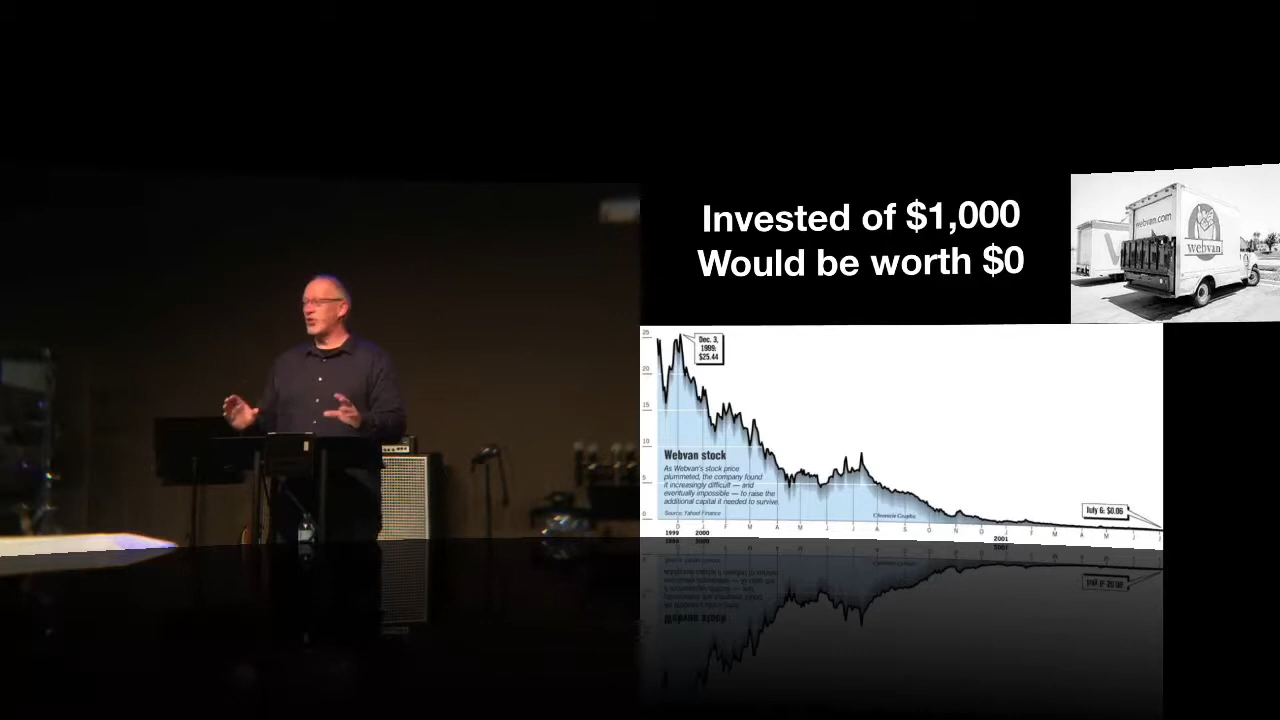 Invested of $1,000
Would be worth $0
webvan.com
webvan
25
20
15
10
5
0
Dec. 3,
1999:
$25.44
Webvan stock
As Webvan's stock price
plummeted, the company found
it increasingly difficult — and
eventually impossible — to raise the
additional capital it needed to survive.
Source: Yahoo! Finance
Chronicle Graphic
July 6: $0.06
D J F M A M J J A S O N D J F M A M J J
1999 2000 2001